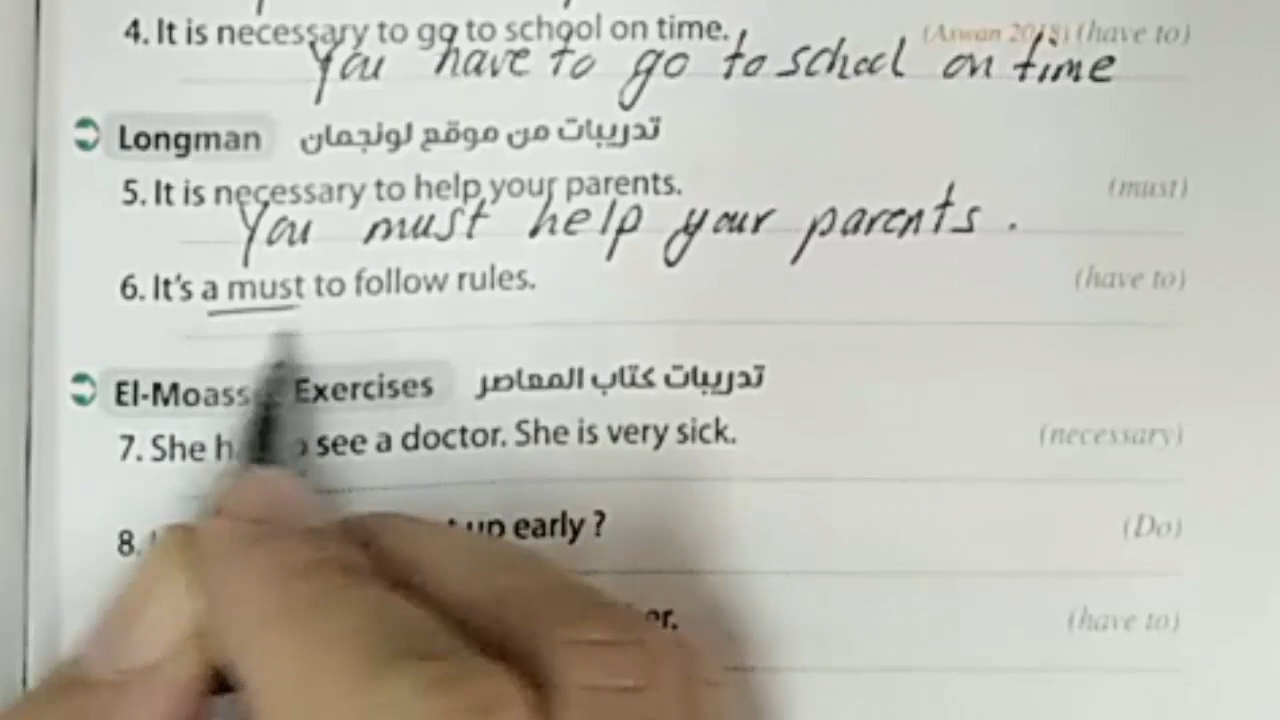 4. It is necessary to go to school on time. (Aswan 2018) (have to)
You have to go to school on time
Longman تدريبات من موقع لونجمان
5. It is necessary to help your parents. (must)
You must help your parents.
6. It's a must to follow rules. (have to)
El-Moass Exercises تدريبات كتاب المعاصر
7. She see a doctor. She is very sick. (necessary)
8. up early ? (Do)
(have to)